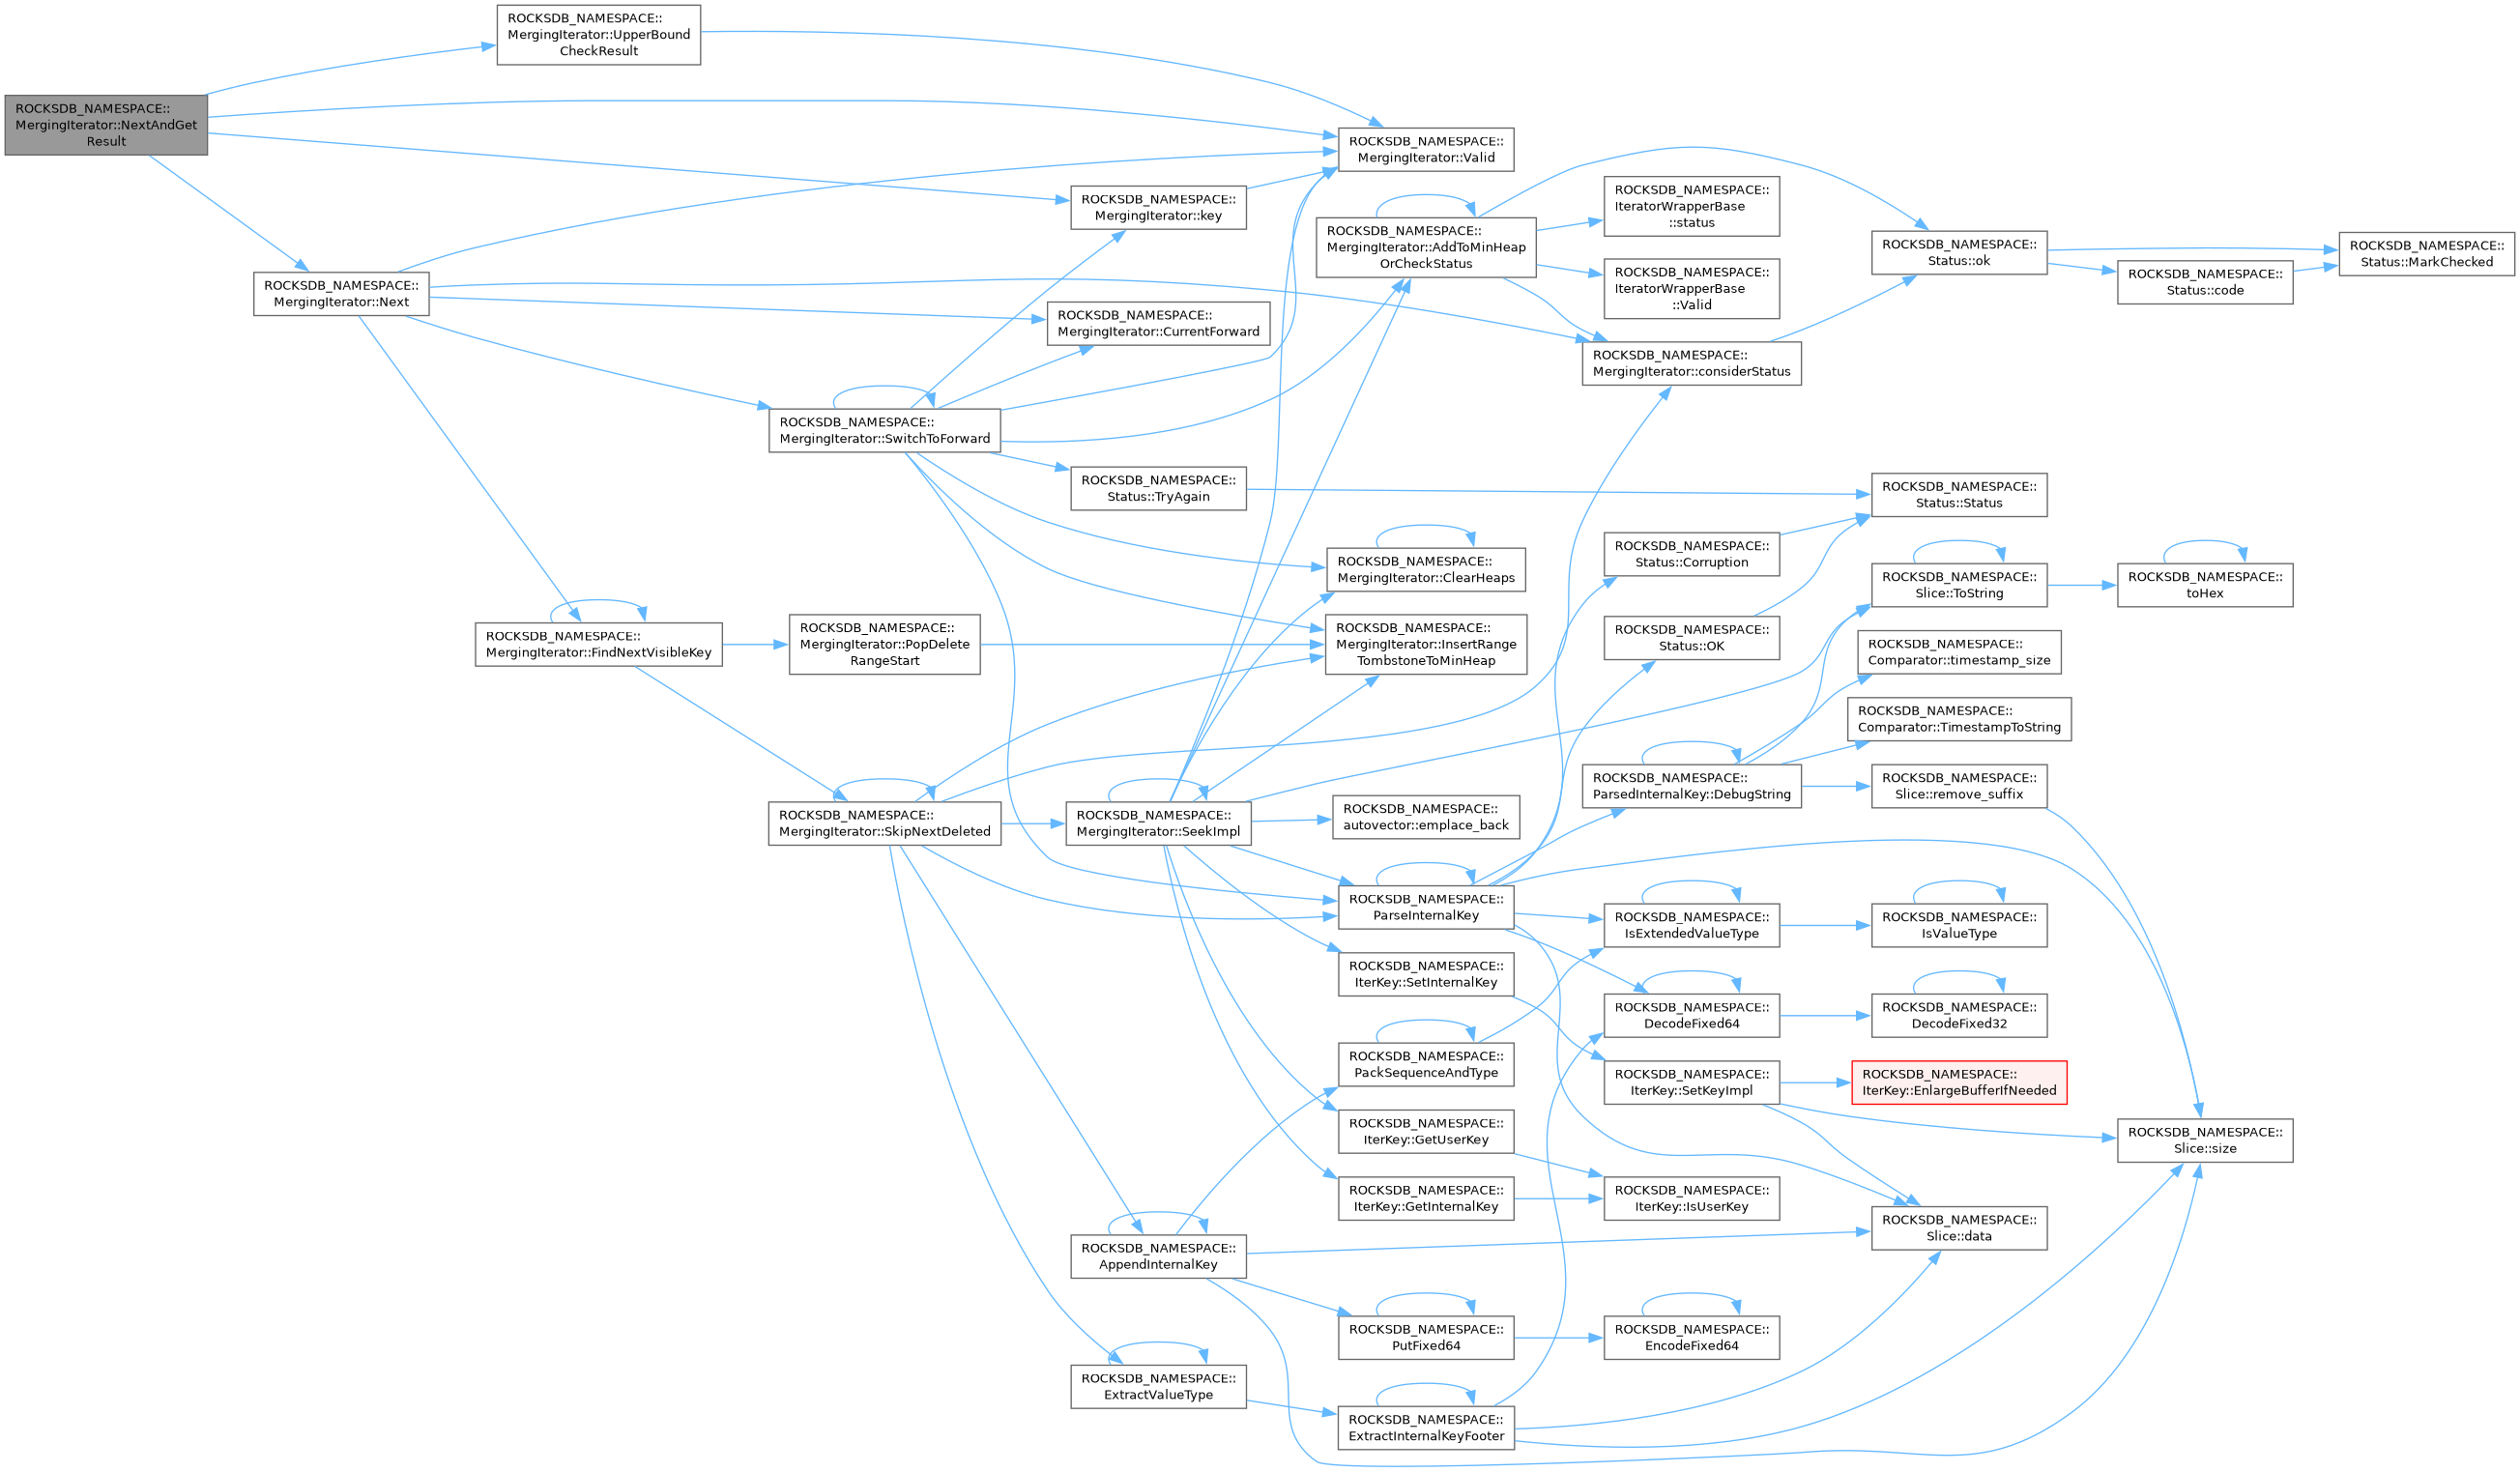 ROCKSDB_NAMESPACE::
MergingIterator::NextAndGet
Result
ROCKSDB_NAMESPACE::
MergingIterator::UpperBound
CheckResult
ROCKSDB_NAMESPACE::
MergingIterator::Valid
ROCKSDB_NAMESPACE::
MergingIterator::key
ROCKSDB_NAMESPACE::
MergingIterator::Next
ROCKSDB_NAMESPACE::
MergingIterator::CurrentForward
ROCKSDB_NAMESPACE::
MergingIterator::AddToMinHeap
OrCheckStatus
ROCKSDB_NAMESPACE::
IteratorWrapperBase
::status
ROCKSDB_NAMESPACE::
IteratorWrapperBase
::Valid
ROCKSDB_NAMESPACE::
Status::ok
ROCKSDB_NAMESPACE::
Status::code
ROCKSDB_NAMESPACE::
Status::MarkChecked
ROCKSDB_NAMESPACE::
MergingIterator::considerStatus
ROCKSDB_NAMESPACE::
MergingIterator::SwitchToForward
ROCKSDB_NAMESPACE::
Status::TryAgain
ROCKSDB_NAMESPACE::
Status::Status
ROCKSDB_NAMESPACE::
MergingIterator::ClearHeaps
ROCKSDB_NAMESPACE::
Status::Corruption
ROCKSDB_NAMESPACE::
Slice::ToString
ROCKSDB_NAMESPACE::
toHex
ROCKSDB_NAMESPACE::
MergingIterator::FindNextVisibleKey
ROCKSDB_NAMESPACE::
MergingIterator::PopDelete
RangeStart
ROCKSDB_NAMESPACE::
MergingIterator::InsertRange
TombstoneToMinHeap
ROCKSDB_NAMESPACE::
Status::OK
ROCKSDB_NAMESPACE::
Comparator::timestamp_size
ROCKSDB_NAMESPACE::
Comparator::TimestampToString
ROCKSDB_NAMESPACE::
MergingIterator::SkipNextDeleted
ROCKSDB_NAMESPACE::
MergingIterator::SeekImpl
ROCKSDB_NAMESPACE::
autovector::emplace_back
ROCKSDB_NAMESPACE::
ParsedInternalKey::DebugString
ROCKSDB_NAMESPACE::
Slice::remove_suffix
ROCKSDB_NAMESPACE::
ParseInternalKey
ROCKSDB_NAMESPACE::
IsExtendedValueType
ROCKSDB_NAMESPACE::
IsValueType
ROCKSDB_NAMESPACE::
IterKey::SetInternalKey
ROCKSDB_NAMESPACE::
DecodeFixed64
ROCKSDB_NAMESPACE::
DecodeFixed32
ROCKSDB_NAMESPACE::
PackSequenceAndType
ROCKSDB_NAMESPACE::
IterKey::SetKeyImpl
ROCKSDB_NAMESPACE::
IterKey::EnlargeBufferIfNeeded
ROCKSDB_NAMESPACE::
IterKey::GetUserKey
ROCKSDB_NAMESPACE::
Slice::size
ROCKSDB_NAMESPACE::
IterKey::GetInternalKey
ROCKSDB_NAMESPACE::
IterKey::IsUserKey
ROCKSDB_NAMESPACE::
Slice::data
ROCKSDB_NAMESPACE::
AppendInternalKey
ROCKSDB_NAMESPACE::
PutFixed64
ROCKSDB_NAMESPACE::
EncodeFixed64
ROCKSDB_NAMESPACE::
ExtractValueType
ROCKSDB_NAMESPACE::
ExtractInternalKeyFooter